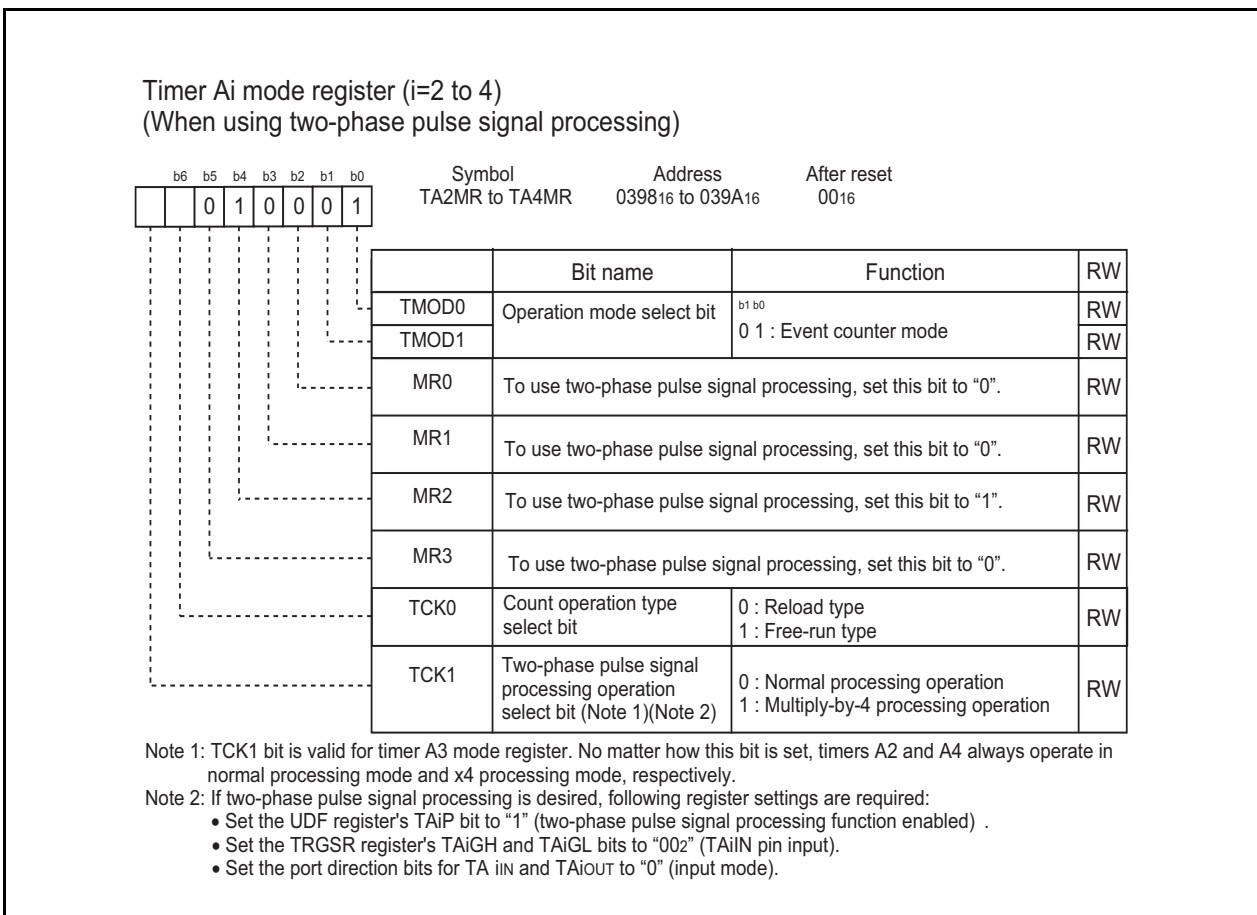 Timer Ai mode register (i=2 to 4)
(When using two-phase pulse signal processing)
b6 b5 b4 b3 b2 b1 b0
0 1 0 0 0 1
Symbol Address After reset
TA2MR to TA4MR 039816 to 039A16 0016
Bit name Function RW
TMOD0 Operation mode select bit b1 b0 RW
TMOD1 0 1 : Event counter mode RW
MR0 To use two-phase pulse signal processing, set this bit to “0”. RW
MR1 To use two-phase pulse signal processing, set this bit to “0”. RW
MR2 To use two-phase pulse signal processing, set this bit to “1”. RW
MR3 To use two-phase pulse signal processing, set this bit to “0”. RW
TCK0 Count operation type 0 : Reload type RW
select bit 1 : Free-run type
TCK1 Two-phase pulse signal
processing operation 0 : Normal processing operation RW
select bit (Note 1)(Note 2) 1 : Multiply-by-4 processing operation
Note 1: TCK1 bit is valid for timer A3 mode register. No matter how this bit is set, timers A2 and A4 always operate in
normal processing mode and x4 processing mode, respectively.
Note 2: If two-phase pulse signal processing is desired, following register settings are required:
• Set the UDF register's TAiP bit to “1” (two-phase pulse signal processing function enabled) .
• Set the TRGSR register's TAiGH and TAiGL bits to “002” (TAiIN pin input).
• Set the port direction bits for TA iIN and TAiOUT to “0” (input mode).